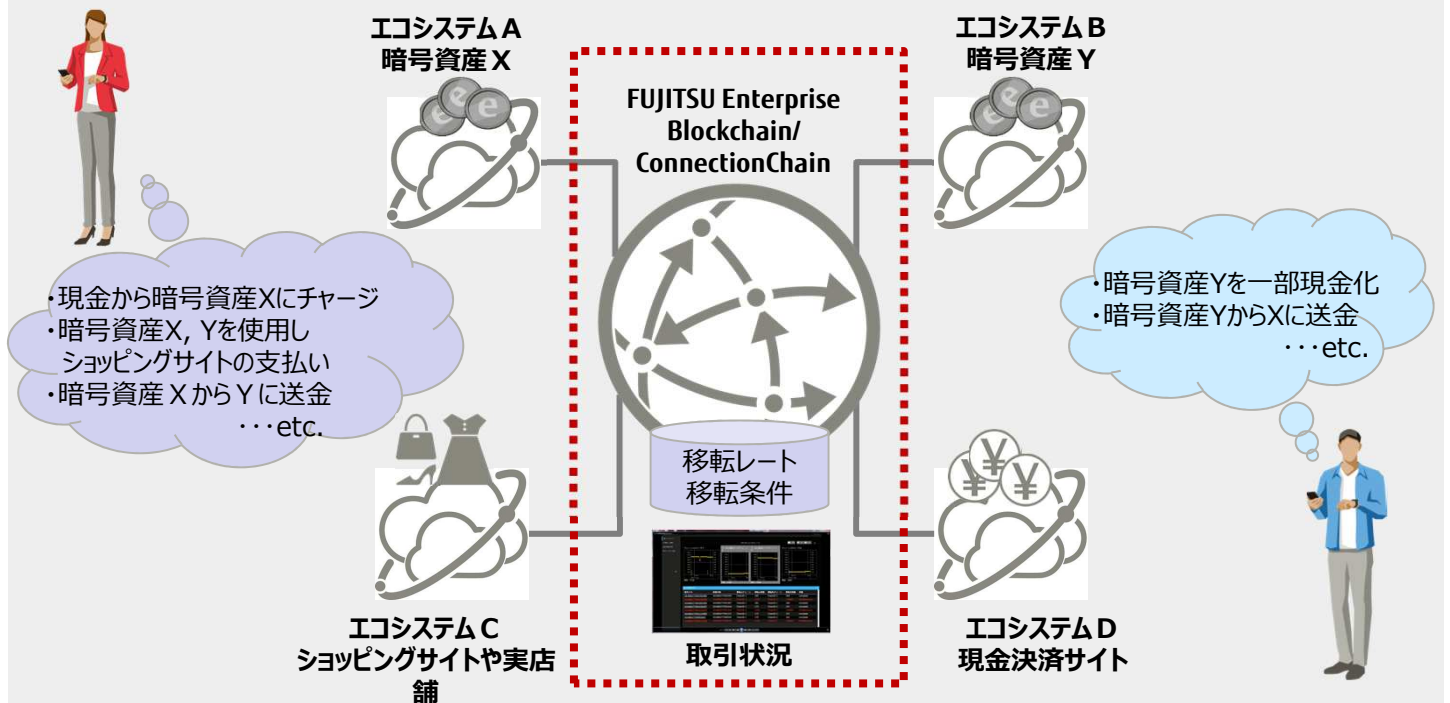 エコシステムA
暗号資産X
エコシステムB
暗号資産Y
FUJITSU Enterprise
Blockchain/
ConnectionChain
・現金から暗号資産Xにチャージ
・暗号資産X, Yを使用し
ショッピングサイトの支払い
・暗号資産XからYに送金
・・・etc.
・暗号資産Yを一部現金化
・暗号資産YからXに送金
・・・etc.
移転レート
移転条件
取引状況
エコシステムC
ショッピングサイトや実店
舗
エコシステムD
現金決済サイト